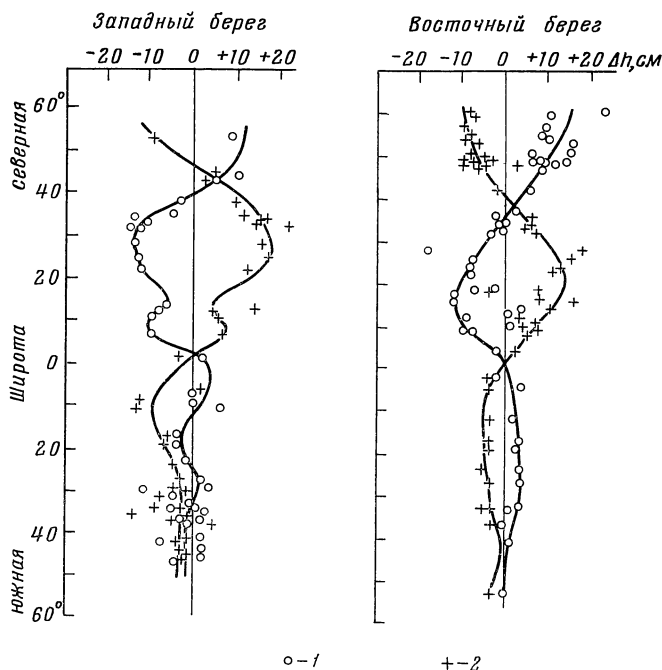 Западный берег
Восточный берег
-20 -10 0 +10 +20
-20 -10 0 +10 +20 Δh,см
60°
40
20
0
20
40
60°
северная
Широта
южная
о-1
+-2